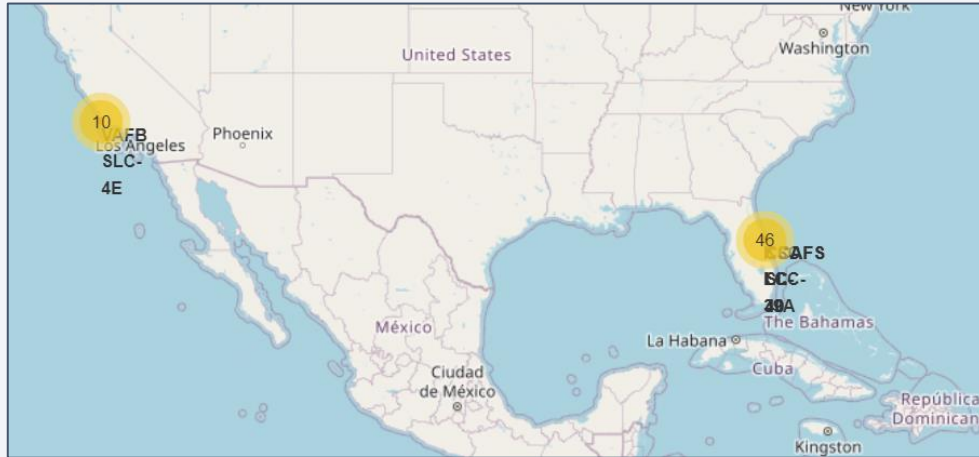 New York
Washington
United States
10
VAFB
Los Angeles
SLC-
4E
Phoenix
46
México
La Habana
The Bahamas
Cuba
Ciudad
de México
República
Dominican
Kingston